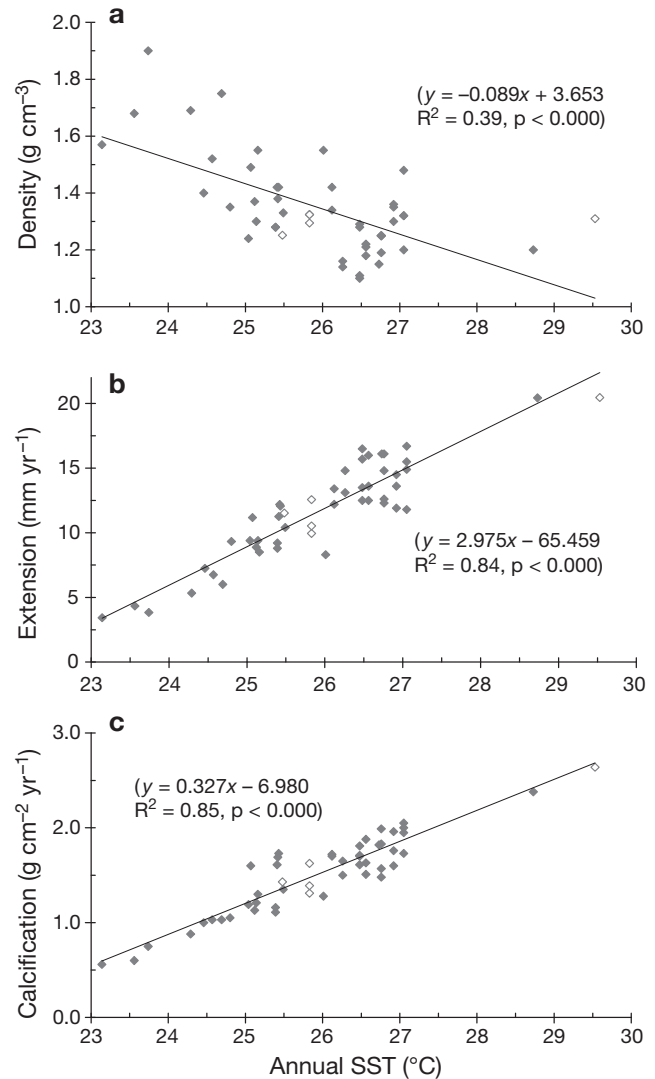 a
2.0
1.8
1.6
1.4
1.2
1.0
Density (g cm⁻³)
(y = –0.089x + 3.653
R² = 0.39, p < 0.000)
23 24 25 26 27 28 29 30
b
20
15
10
5
0
Extension (mm yr⁻¹)
(y = 2.975x – 65.459
R² = 0.84, p < 0.000)
23 24 25 26 27 28 29 30
c
3.0
2.0
1.0
0.0
Calcification (g cm⁻² yr⁻¹)
(y = 0.327x – 6.980
R² = 0.85, p < 0.000)
23 24 25 26 27 28 29 30
Annual SST (°C)